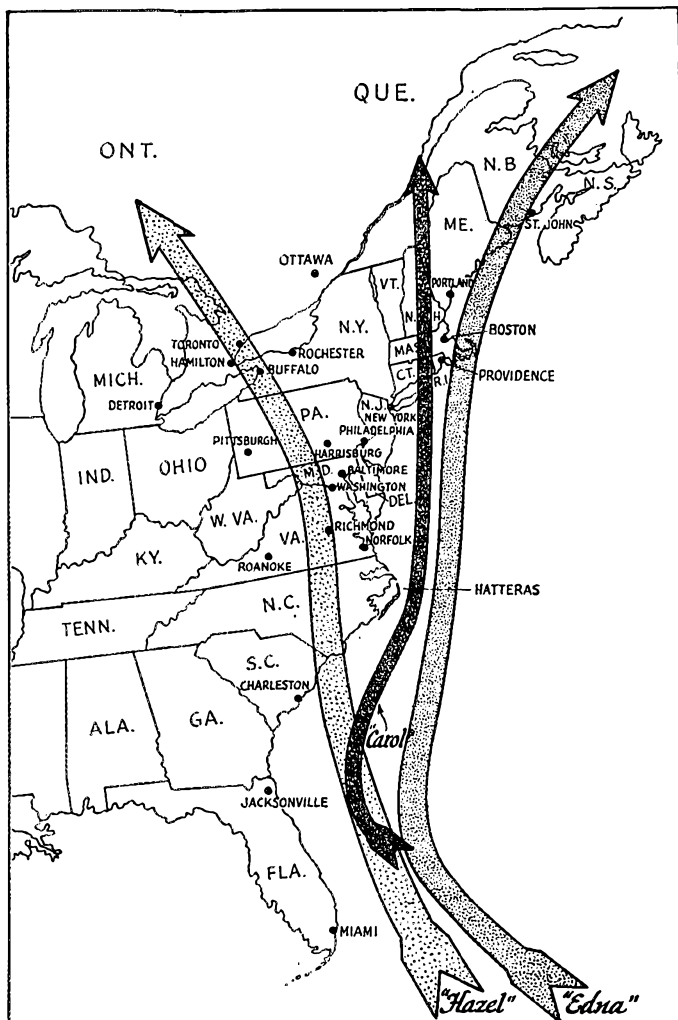 QUE.
ONT.
N.B
N.S.
ST. JOHN
ME.
OTTAWA
VT.
PORTLAND
N.H
N.Y.
TORONTO
ROCHESTER
BOSTON
HAMILTON
MAS
BUFFALO
CT.
R.I.
PROVIDENCE
MICH.
DETROIT
PA.
N.J.
NEW YORK
PHILADELPHIA
PITTSBURGH
HARRISBURG
IND.
OHIO
M.D.
BALTIMORE
WASHINGTON
DEL.
W. VA.
VA.
RICHMOND
NORFOLK
KY.
ROANOKE
HATTERAS
N.C.
TENN.
S.C.
CHARLESTON
ALA.
GA.
"Carol"
JACKSONVILLE
FLA.
MIAMI
"Hazel"
"Edna"